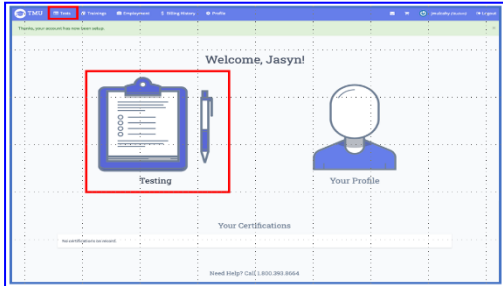 TMU Tests Trainings Employment Billing History Profile Logout
Thanks, your account has now been setup.
Welcome, Jasyn!
Testing
Your Profile
Your Certifications
No certifications on record.
Need Help? Call 1.800.393.8664